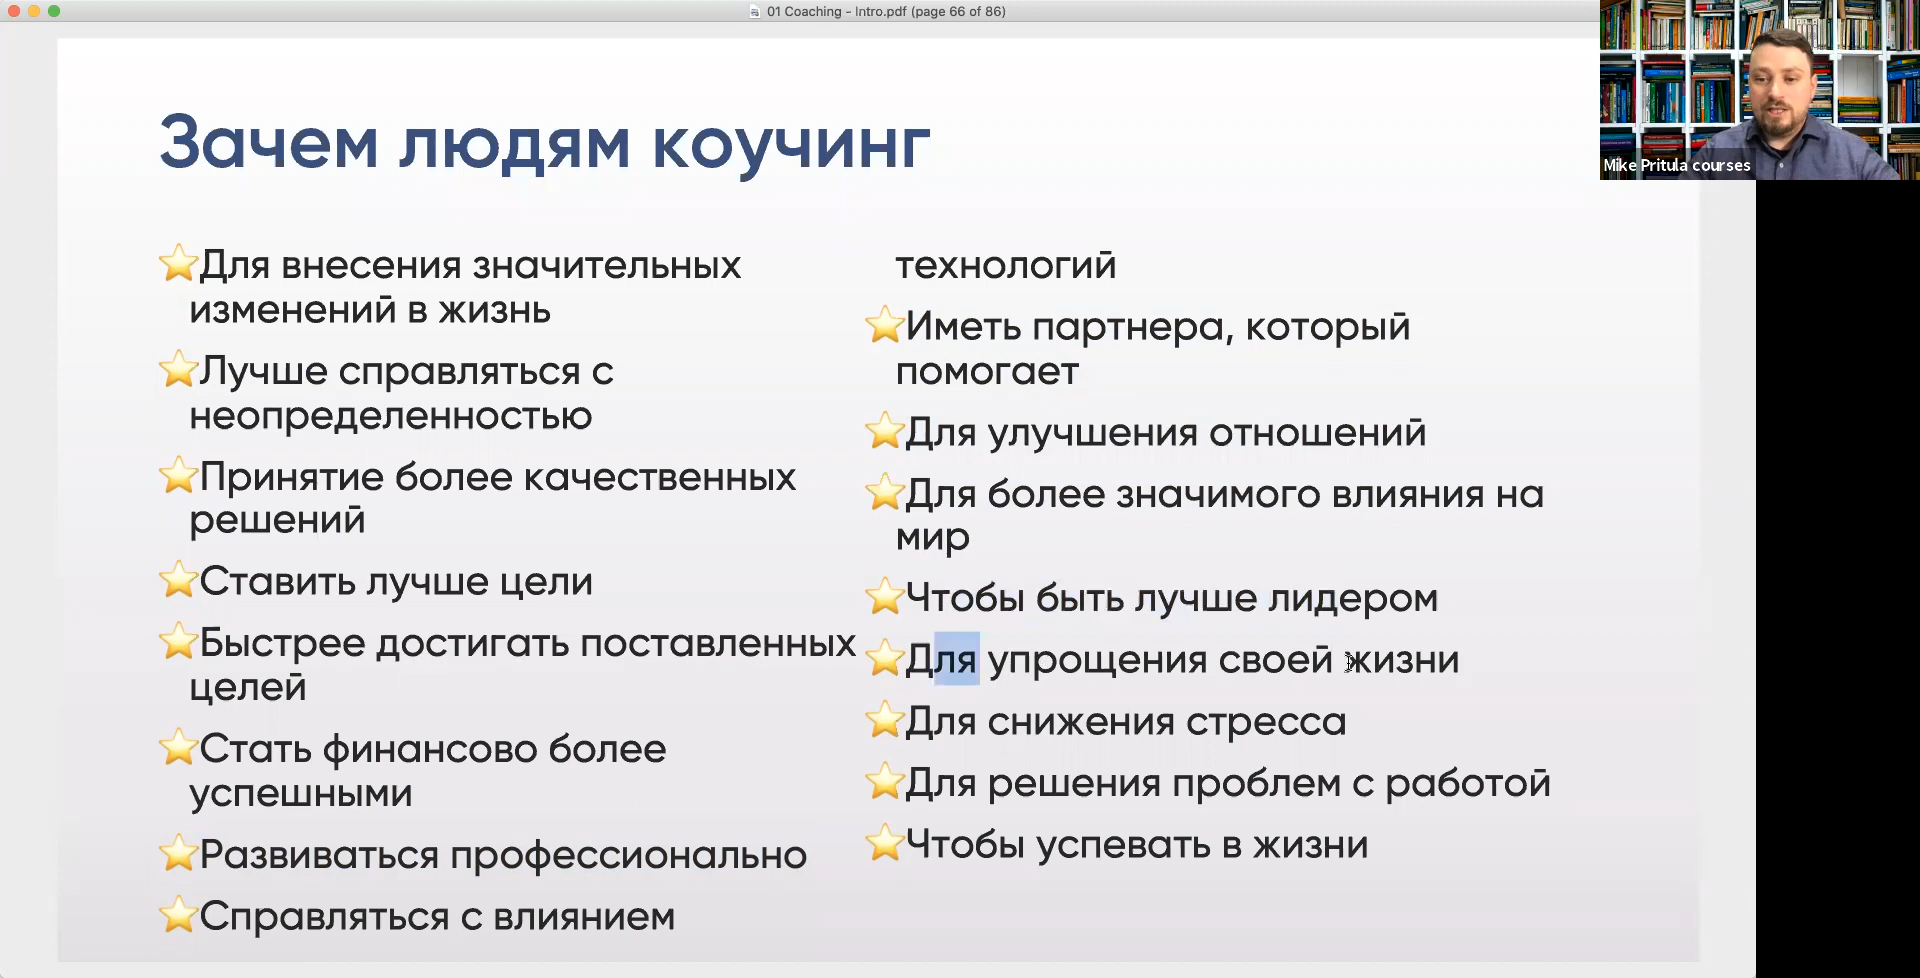 01 Coaching - Intro.pdf (page 66 of 86)
Mike Pritula courses
Зачем людям коучинг
⭐Для внесения значительных
изменений в жизнь
⭐Лучше справляться с
неопределенностью
⭐Принятие более качественных
решений
⭐Ставить лучше цели
⭐Быстрее достигать поставленных
целей
⭐Стать финансово более
успешными
⭐Развиваться профессионально
⭐Справляться с влиянием
технологий
⭐Иметь партнера, который
помогает
⭐Для улучшения отношений
⭐Для более значимого влияния на
мир
⭐Чтобы быть лучше лидером
⭐Для упрощения своей жизни
⭐Для снижения стресса
⭐Для решения проблем с работой
⭐Чтобы успевать в жизни